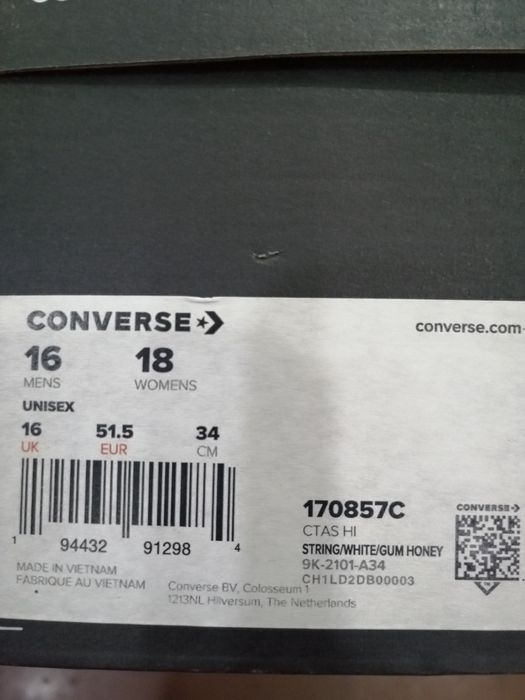 CONVERSE
converse.com
16 18
MENS WOMENS
UNISEX
16 51.5 34
UK EUR CM
1 94432 91298 4
170857C
CTAS HI
STRING/WHITE/GUM HONEY
9K-2101-A34
CH1LD2DB00003
CONVERSE
MADE IN VIETNAM
FABRIQUE AU VIETNAM
Converse BV, Colosseum 1
1213NL Hilversum, The Netherlands